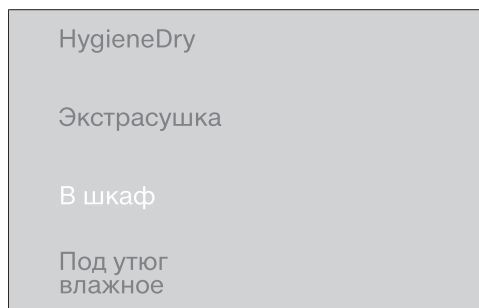 HygieneDry
Экстрасушка
В шкаф
Под утюг
влажное